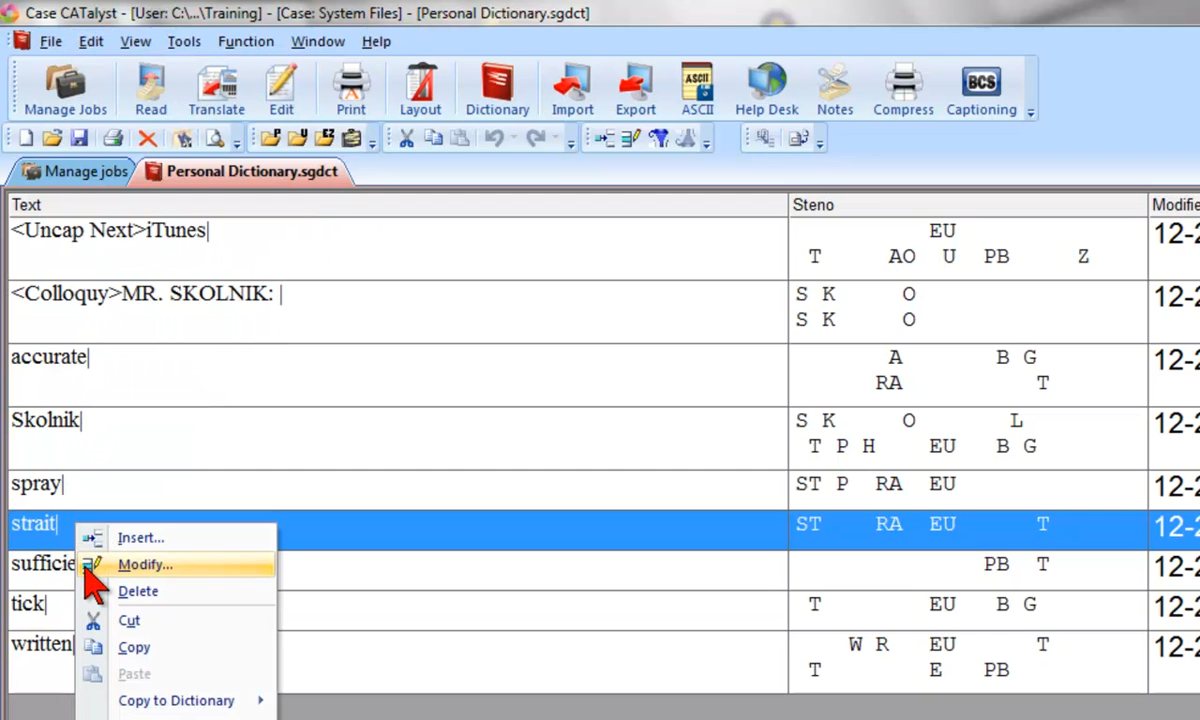 Case CATalyst - [User: C:\...\Training] - [Case: System Files] - [Personal Dictionary.sgdct]
File Edit View Tools Function Window Help
Manage Jobs Read Translate Edit Print Layout Dictionary Import Export ASCII Help Desk Notes Compress BCS Captioning
Manage jobs Personal Dictionary.sgdct
Text Steno Modifie
<Uncap Next>iTunes| EU
T AO U PB Z
<Colloquy>MR. SKOLNIK: | S K O
S K O
accurate| A B G
RA T
Skolnik| S K O L
T P H EU B G
spray| ST P RA EU
strait| ST RA EU T
sufficie PB T
tick| T EU B G
written| W R EU T
T E PB
12-2
12-2
12-2
12-2
12-2
12-2
12-2
12-2
12-2
Insert...
Modify...
Delete
Cut
Copy
Paste
Copy to Dictionary